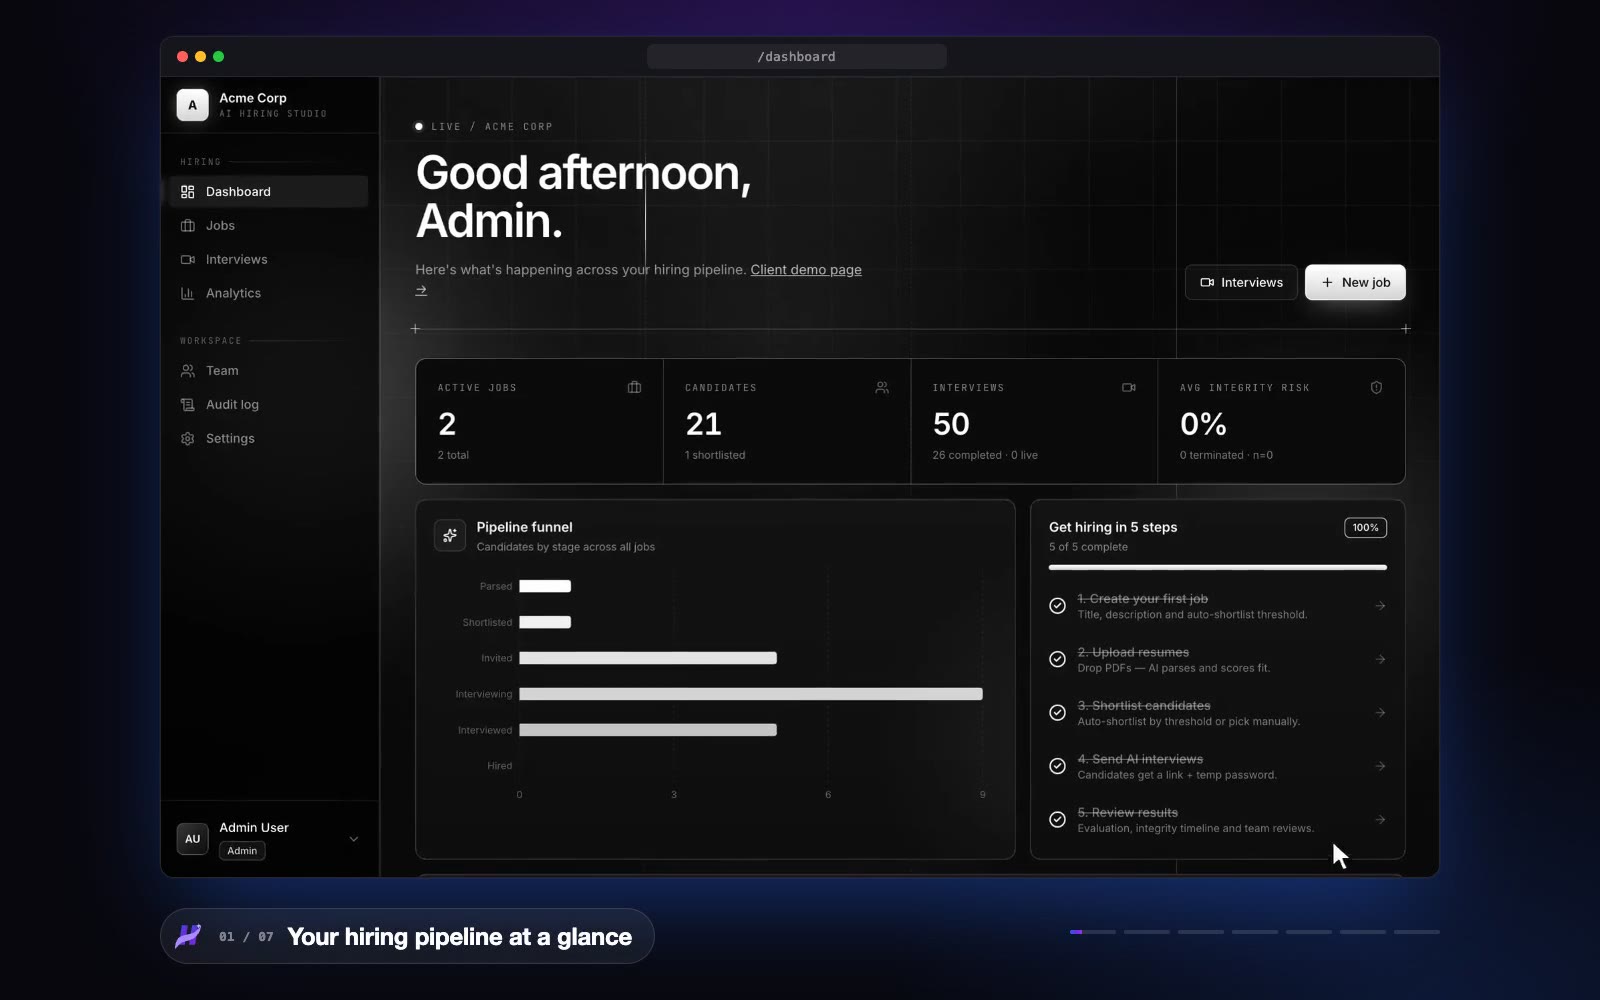 /dashboard
A
Acme Corp
AI HIRING STUDIO
HIRING
Dashboard
Jobs
Interviews
Analytics
WORKSPACE
Team
Audit log
Settings
AU
Admin User
Admin
LIVE / ACME CORP
Good afternoon,
Admin.
Here's what's happening across your hiring pipeline. Client demo page
→
Interviews
+ New job
ACTIVE JOBS
2
2 total
CANDIDATES
21
1 shortlisted
INTERVIEWS
50
26 completed · 0 live
AVG INTEGRITY RISK
0%
0 terminated · n=0
Pipeline funnel
Candidates by stage across all jobs
Parsed
Shortlisted
Invited
Interviewing
Interviewed
Hired
0 3 6 9
Get hiring in 5 steps
100%
5 of 5 complete
1. Create your first job
Title, description and auto-shortlist threshold.
2. Upload resumes
Drop PDFs — AI parses and scores fit.
3. Shortlist candidates
Auto-shortlist by threshold or pick manually.
4. Send AI interviews
Candidates get a link + temp password.
5. Review results
Evaluation, integrity timeline and team reviews.
01 / 07 Your hiring pipeline at a glance